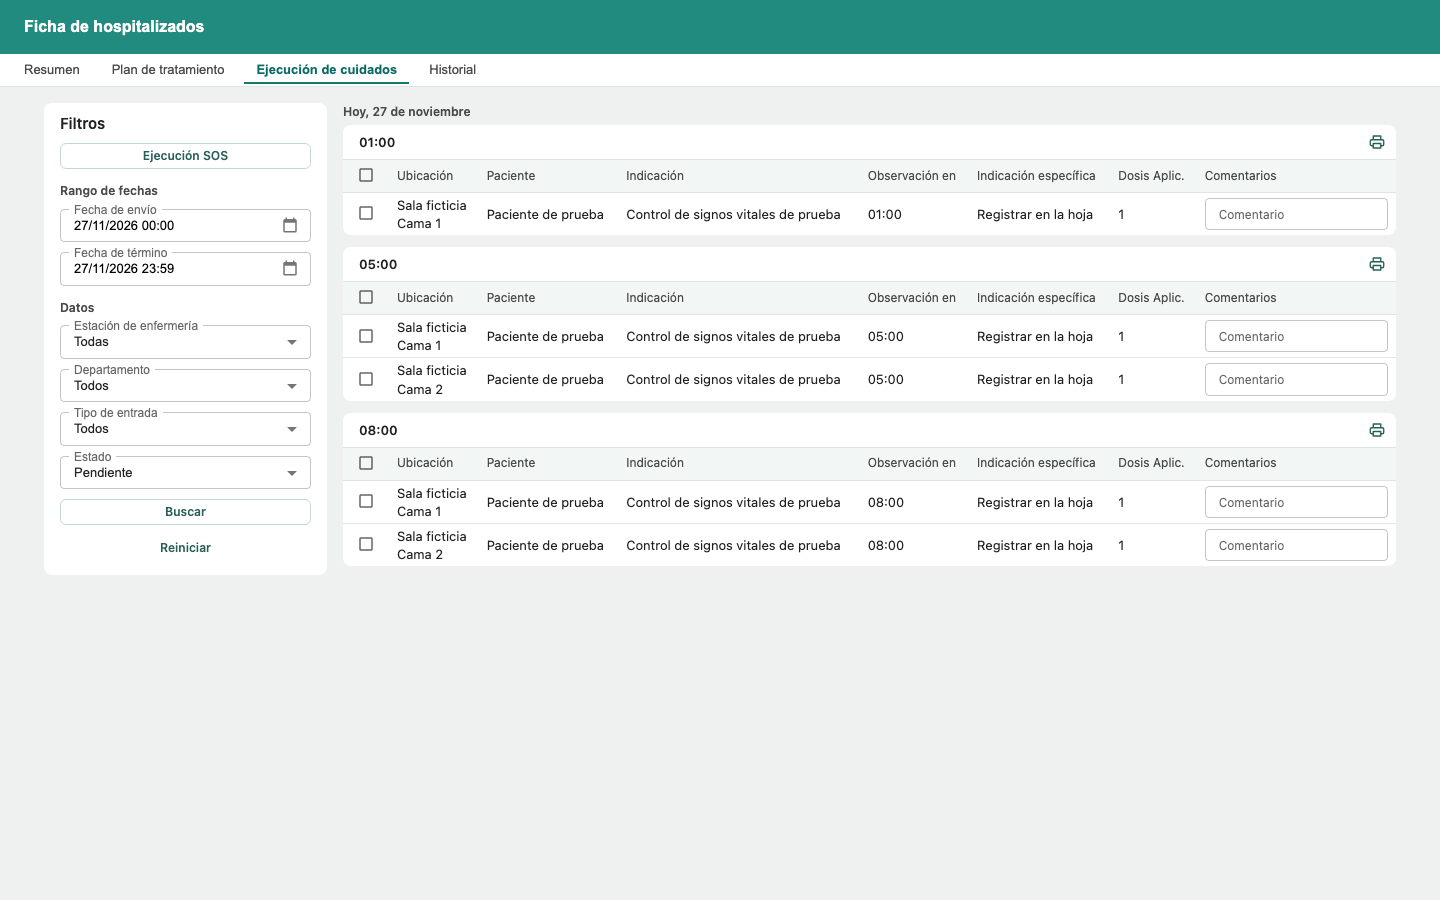 Ficha de hospitalizados
Resumen
Plan de tratamiento
Ejecución de cuidados
Historial
Filtros
Ejecución SOS
Rango de fechas
Fecha de envío
27/11/2026 00:00
Fecha de término
27/11/2026 23:59
Datos
Estación de enfermería
Todas
Departamento
Todos
Tipo de entrada
Todos
Estado
Pendiente
Buscar
Reiniciar
Hoy, 27 de noviembre
01:00
Ubicación Paciente Indicación Observación en Indicación específica Dosis Aplic. Comentarios
Sala ficticia
Cama 1 Paciente de prueba Control de signos vitales de prueba 01:00 Registrar en la hoja 1 Comentario
05:00
Ubicación Paciente Indicación Observación en Indicación específica Dosis Aplic. Comentarios
Sala ficticia
Cama 1 Paciente de prueba Control de signos vitales de prueba 05:00 Registrar en la hoja 1 Comentario
Sala ficticia
Cama 2 Paciente de prueba Control de signos vitales de prueba 05:00 Registrar en la hoja 1 Comentario
08:00
Ubicación Paciente Indicación Observación en Indicación específica Dosis Aplic. Comentarios
Sala ficticia
Cama 1 Paciente de prueba Control de signos vitales de prueba 08:00 Registrar en la hoja 1 Comentario
Sala ficticia
Cama 2 Paciente de prueba Control de signos vitales de prueba 08:00 Registrar en la hoja 1 Comentario